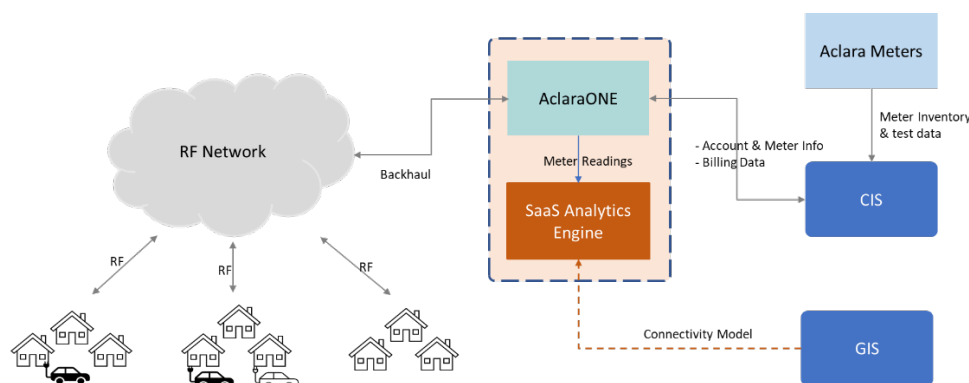 Aclara Meters
AclaraONE
RF Network
Meter Inventory
& test data
Backhaul
Meter Readings
- Account & Meter Info
- Billing Data
SaaS Analytics
Engine
CIS
RF
RF
RF
Connectivity Model
GIS